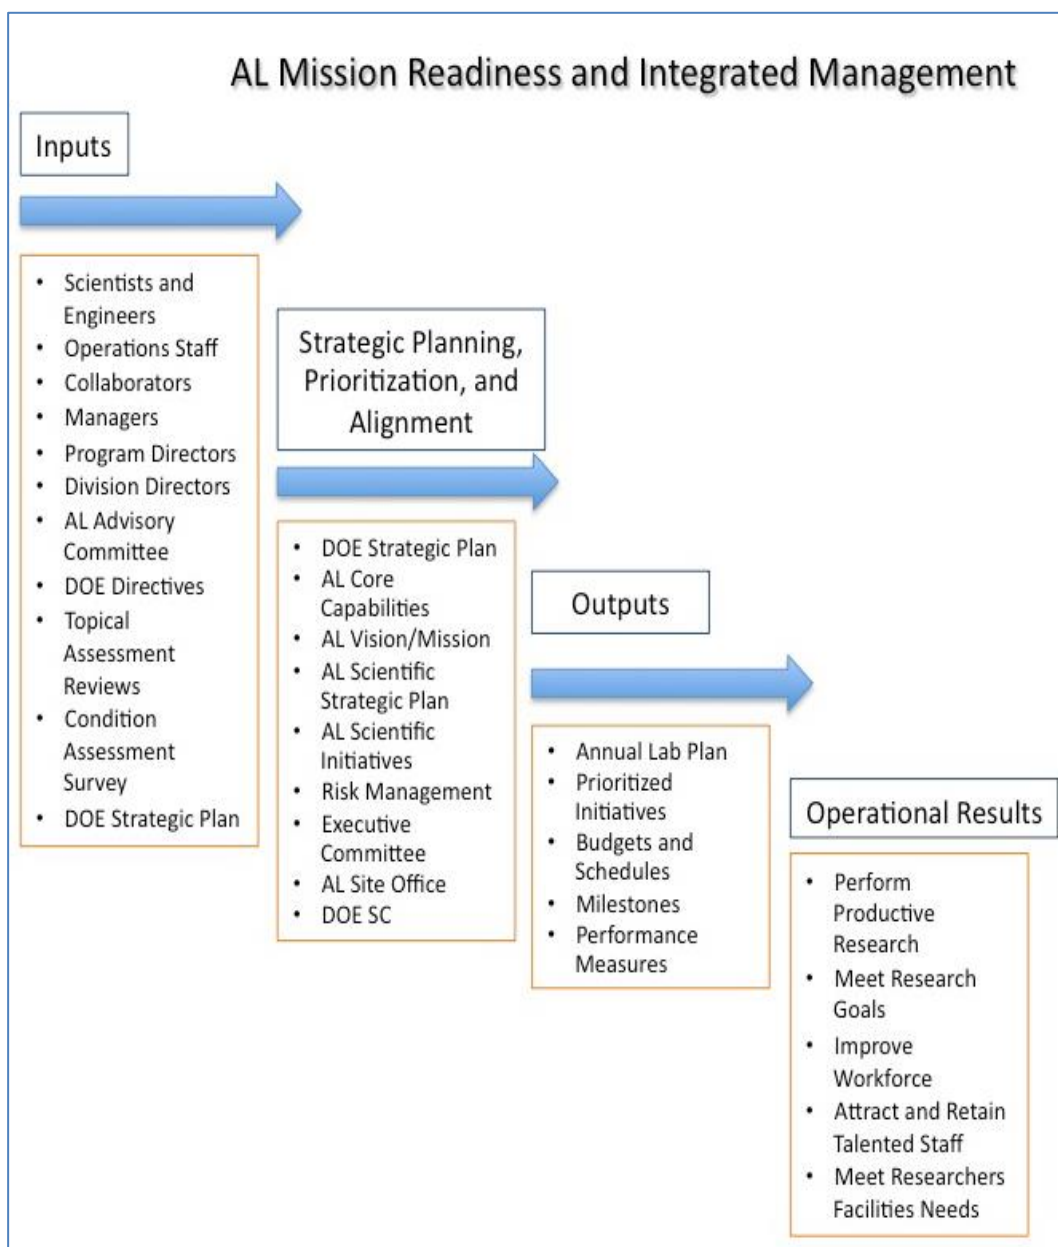 AL Mission Readiness and Integrated Management
Inputs
• Scientists and
Engineers
• Operations Staff
• Collaborators
• Managers
• Program Directors
• Division Directors
• AL Advisory
Committee
• DOE Directives
• Topical
Assessment
Reviews
• Condition
Assessment
Survey
• DOE Strategic Plan
Strategic Planning,
Prioritization, and
Alignment
• DOE Strategic Plan
• AL Core
Capabilities
• AL Vision/Mission
• AL Scientific
Strategic Plan
• AL Scientific
Initiatives
• Risk Management
• Executive
Committee
• AL Site Office
• DOE SC
Outputs
• Annual Lab Plan
• Prioritized
Initiatives
• Budgets and
Schedules
• Milestones
• Performance
Measures
Operational Results
• Perform
Productive
Research
• Meet Research
Goals
• Improve
Workforce
• Attract and Retain
Talented Staff
• Meet Researchers
Facilities Needs